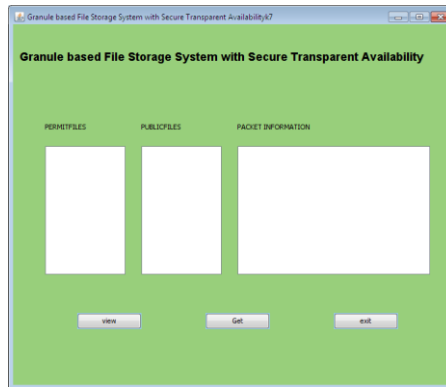 Granule based File Storage System with Secure Transparent Availabilityk7
Granule based File Storage System with Secure Transparent Availability
PERMITFILES PUBLICFILES PACKET INFORMATION
view Get exit